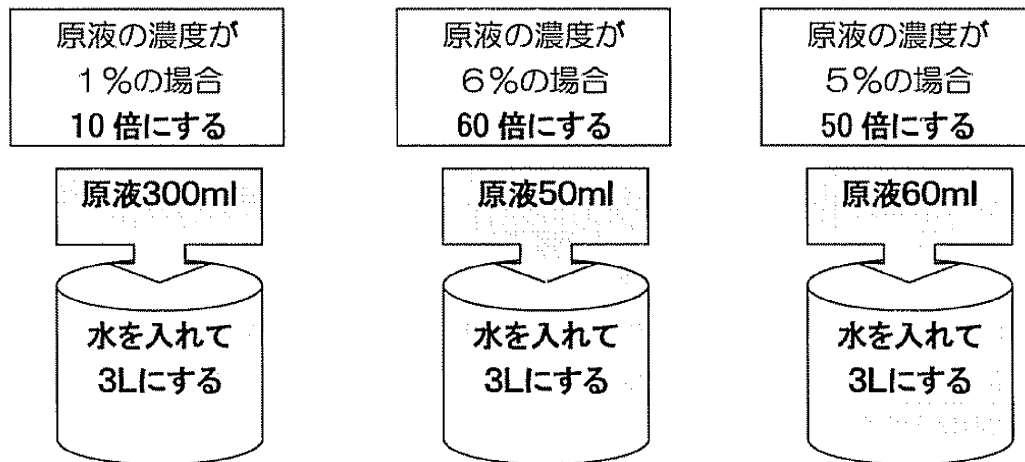 原液の濃度が
1%の場合
10倍にする
原液300ml
水を入れて
3Lにする
原液の濃度が
6%の場合
60倍にする
原液50ml
水を入れて
3Lにする
原液の濃度が
5%の場合
50倍にする
原液60ml
水を入れて
3Lにする